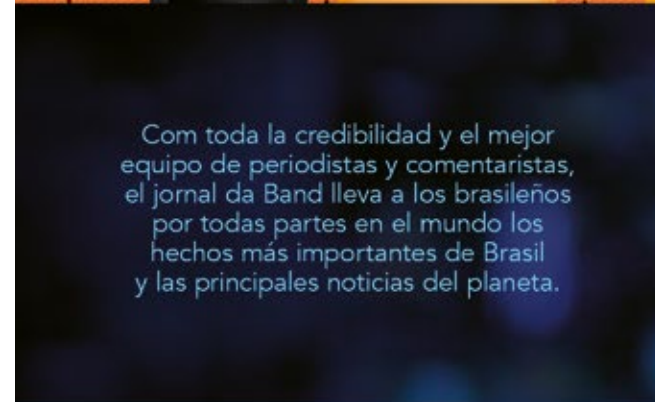 Com toda la credibilidad y el mejor
equipo de periodistas y comentaristas,
el jornal da Band lleva a los brasileños
por todas partes en el mundo los
hechos más importantes de Brasil
y las principales noticias del planeta.